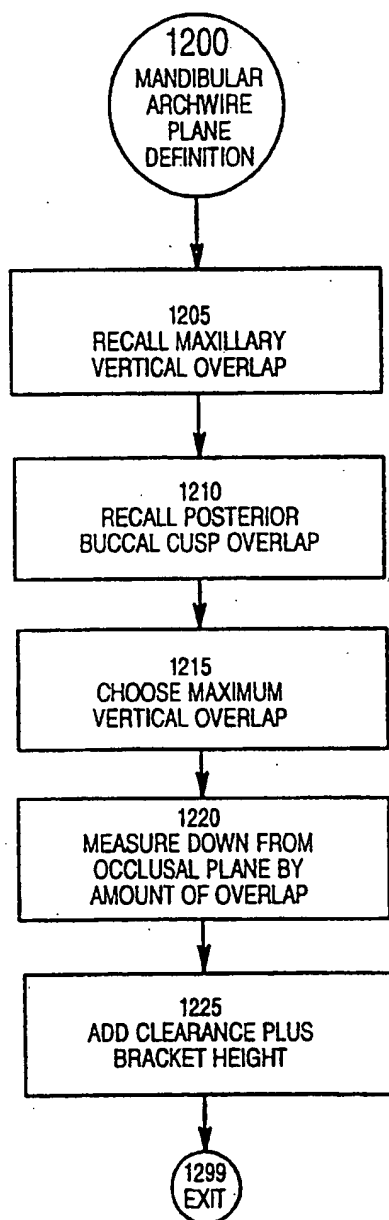 1200
MANDIBULAR
ARCHWIRE
PLANE
DEFINITION
1205
RECALL MAXILLARY
VERTICAL OVERLAP
1210
RECALL POSTERIOR
BUCCAL CUSP OVERLAP
1215
CHOOSE MAXIMUM
VERTICAL OVERLAP
1220
MEASURE DOWN FROM
OCCLUSAL PLANE BY
AMOUNT OF OVERLAP
1225
ADD CLEARANCE PLUS
BRACKET HEIGHT
1299
EXIT